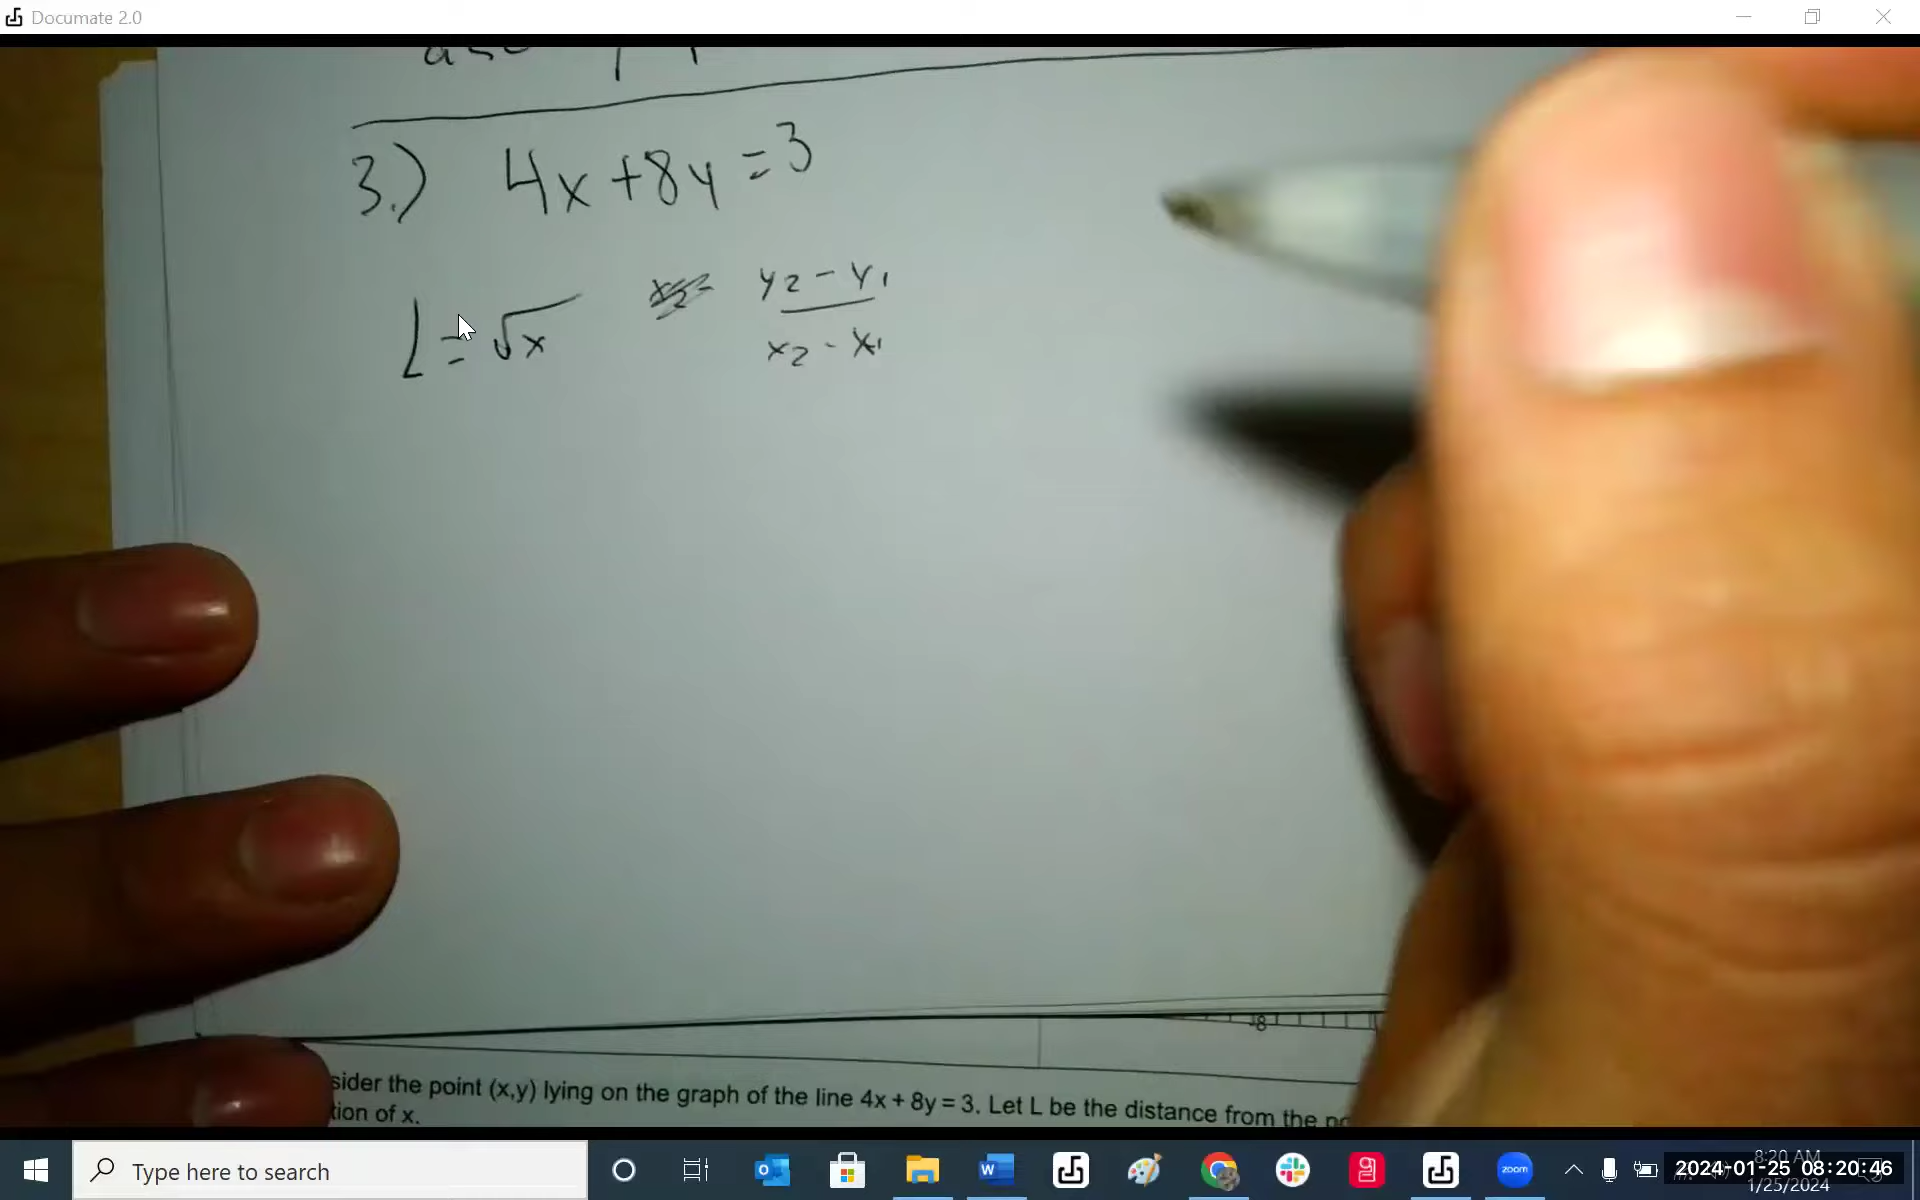 Documate 2.0
3.) 4x+8y=3
L = √x y2 - y1
x2 - x1
8
sider the point (x,y) lying on the graph of the line 4x + 8y = 3. Let L be the distance from the
tion of x.
Type here to search
zoom
8:20 AM
2024-01-25 08:20:46
1/25/2024